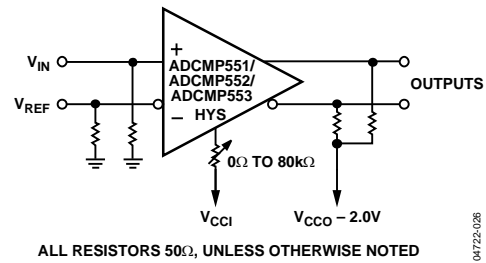 V_IN
V_REF
+
−
ADCMP551/
ADCMP552/
ADCMP553
HYS
OUTPUTS
0Ω TO 80kΩ
V_CCI
V_CCO – 2.0V
ALL RESISTORS 50Ω, UNLESS OTHERWISE NOTED
04722-026